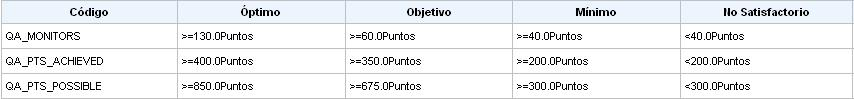 Código Óptimo Objetivo Mínimo No Satisfactorio
QA_MONITORS >=130.0Puntos >=60.0Puntos >=40.0Puntos <40.0Puntos
QA_PTS_ACHIEVED >=400.0Puntos >=350.0Puntos >=200.0Puntos <200.0Puntos
QA_PTS_POSSIBLE >=850.0Puntos >=675.0Puntos >=300.0Puntos <300.0Puntos